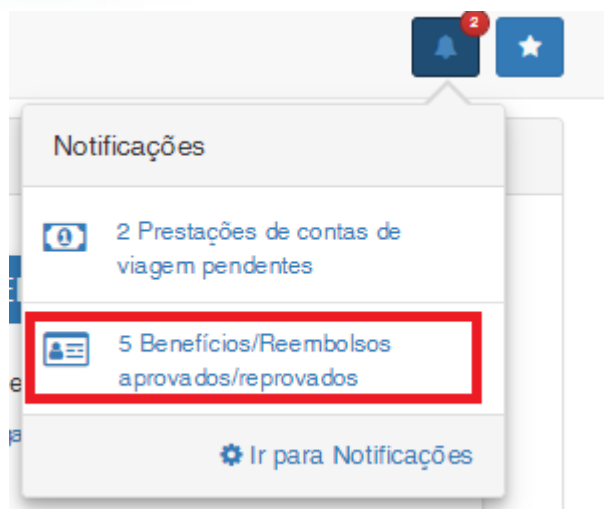 2
Notificações
2 Prestações de contas de
viagem pendentes
5 Benefícios/Reembolsos
aprovados/reprovados
Ir para Notificações